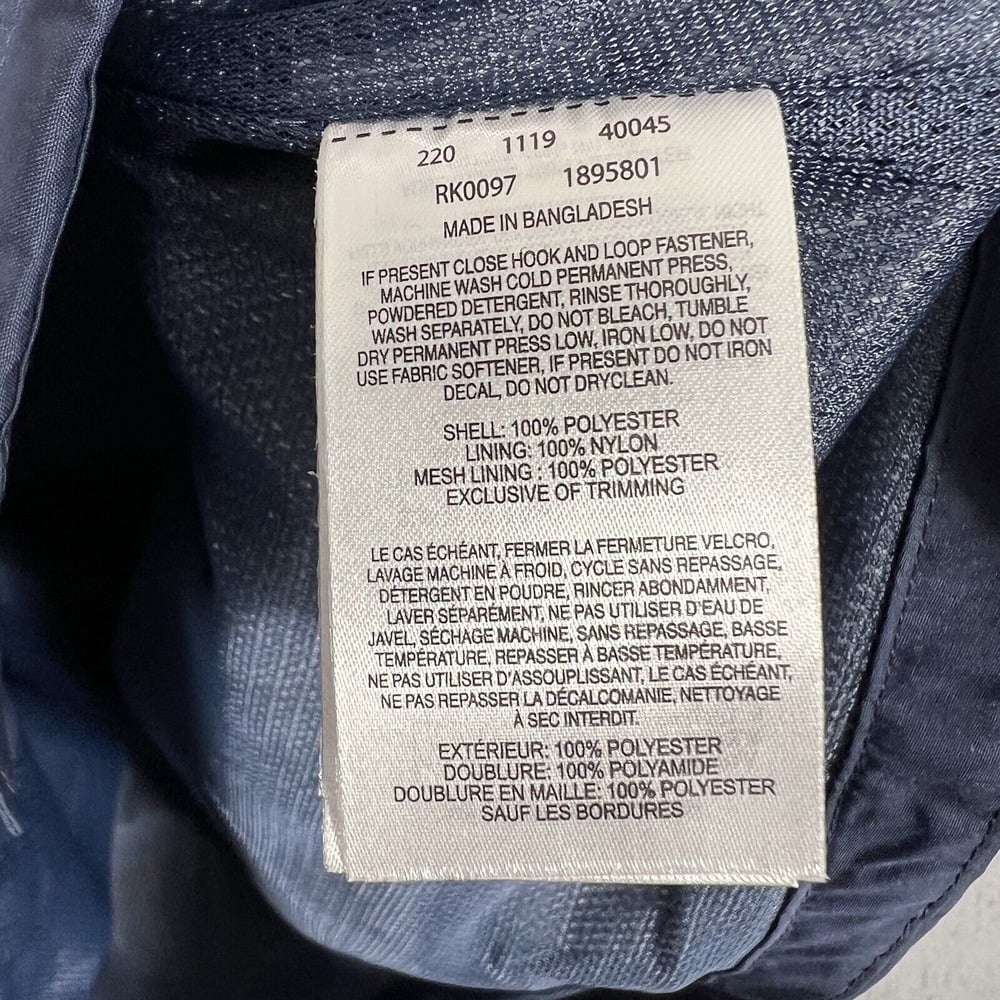 220 1119 40045
RK0097 1895801
MADE IN BANGLADESH
IF PRESENT CLOSE HOOK AND LOOP FASTENER,
MACHINE WASH COLD PERMANENT PRESS,
POWDERED DETERGENT, RINSE THOROUGHLY,
WASH SEPARATELY, DO NOT BLEACH, TUMBLE
DRY PERMANENT PRESS LOW, IRON LOW, DO NOT
USE FABRIC SOFTENER, IF PRESENT DO NOT IRON
DECAL, DO NOT DRYCLEAN.
SHELL: 100% POLYESTER
LINING: 100% NYLON
MESH LINING : 100% POLYESTER
EXCLUSIVE OF TRIMMING
LE CAS ÉCHÉANT, FERMER LA FERMETURE VELCRO,
LAVAGE MACHINE À FROID, CYCLE SANS REPASSAGE,
DÉTERGENT EN POUDRE, RINCER ABONDAMMENT,
LAVER SÉPARÉMENT, NE PAS UTILISER D'EAU DE
JAVEL, SÉCHAGE MACHINE, SANS REPASSAGE, BASSE
TEMPÉRATURE, REPASSER À BASSE TEMPÉRATURE,
NE PAS UTILISER D'ASSOUPLISSANT, LE CAS ÉCHÉANT,
NE PAS REPASSER LA DÉCALCOMANIE, NETTOYAGE
À SEC INTERDIT.
EXTÉRIEUR: 100% POLYESTER
DOUBLURE: 100% POLYAMIDE
DOUBLURE EN MAILLE: 100% POLYESTER
SAUF LES BORDURES